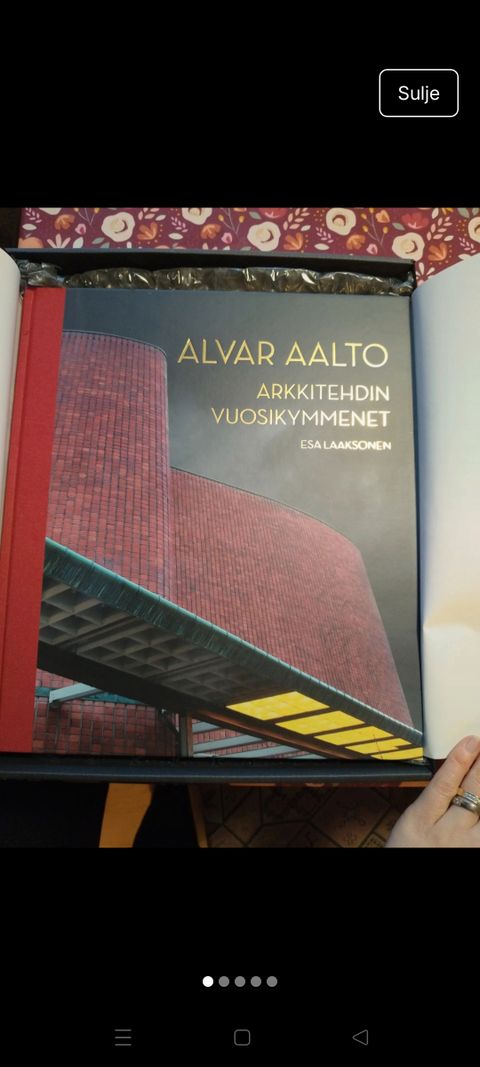 Sulje
ALVAR AALTO
ARKKITEHDIN
VUOSIKYMMENET
ESA LAAKSONEN